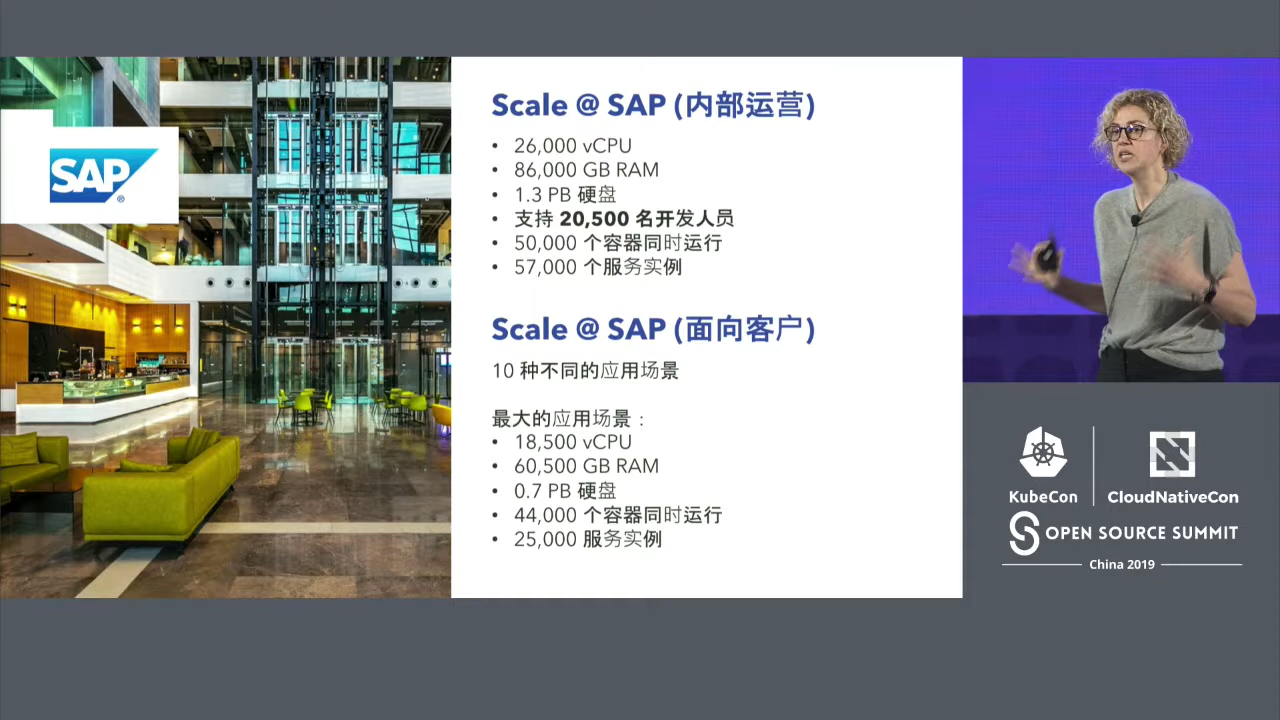 SAP
®
Scale @ SAP (内部运营)
• 26,000 vCPU
• 86,000 GB RAM
• 1.3 PB 硬盘
• 支持 20,500 名开发人员
• 50,000 个容器同时运行
• 57,000 个服务实例
Scale @ SAP (面向客户)
10 种不同的应用场景
最大的应用场景：
• 18,500 vCPU
• 60,500 GB RAM
• 0.7 PB 硬盘
• 44,000 个容器同时运行
• 25,000 服务实例
KubeCon
CloudNativeCon
OPEN SOURCE SUMMIT
China 2019